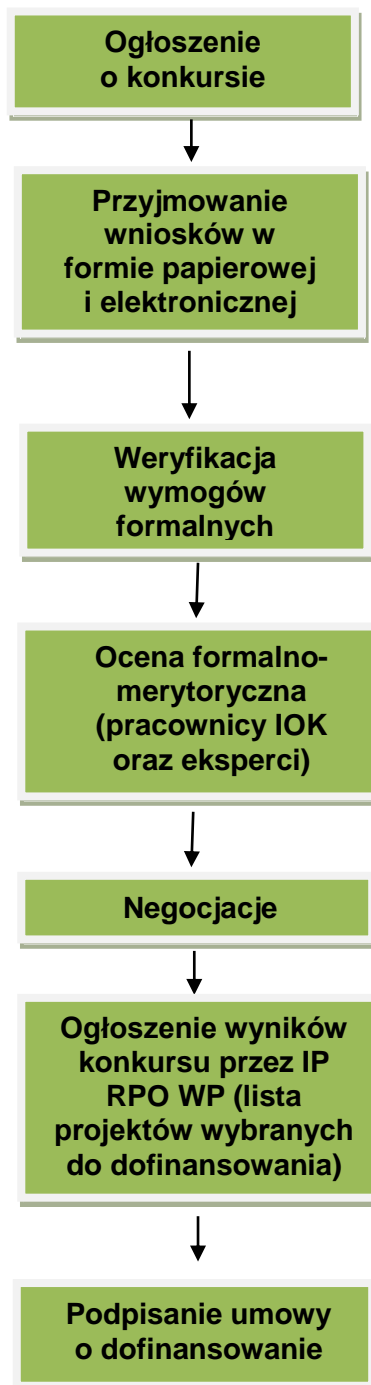 Ogłoszenie
o konkursie
Przyjmowanie
wniosków w
formie papierowej
i elektronicznej
Weryfikacja
wymogów
formalnych
Ocena formalno-
merytoryczna
(pracownicy IOK
oraz eksperci)
Negocjacje
Ogłoszenie wyników
konkursu przez IP
RPO WP (lista
projektów wybranych
do dofinansowania)
Podpisanie umowy
o dofinansowanie